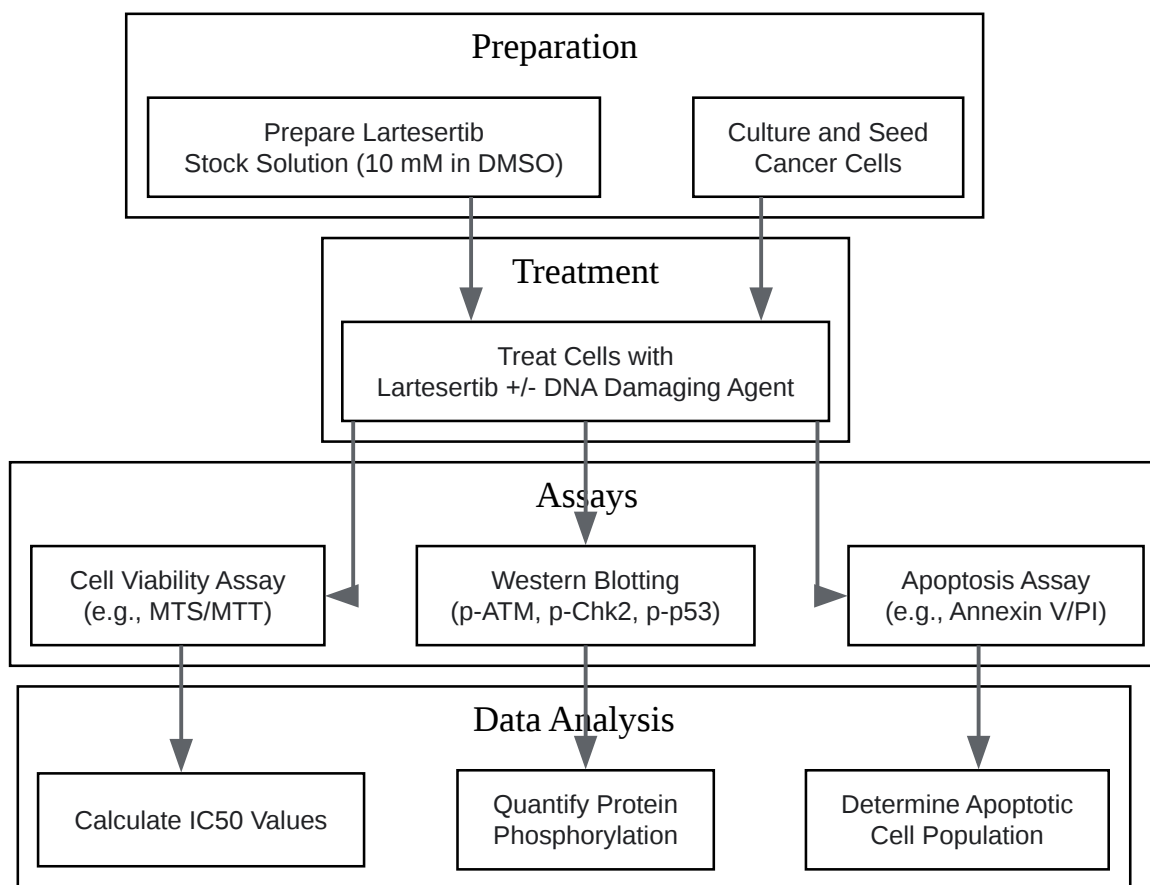 Preparation
Prepare Lartesertib
Stock Solution (10 mM in DMSO)
Culture and Seed
Cancer Cells
Treatment
Treat Cells with
Lartesertib +/- DNA Damaging Agent
Assays
Cell Viability Assay
(e.g., MTS/MTT)
Western Blotting
(p-ATM, p-Chk2, p-p53)
Apoptosis Assay
(e.g., Annexin V/PI)
Data Analysis
Calculate IC50 Values
Quantify Protein
Phosphorylation
Determine Apoptotic
Cell Population